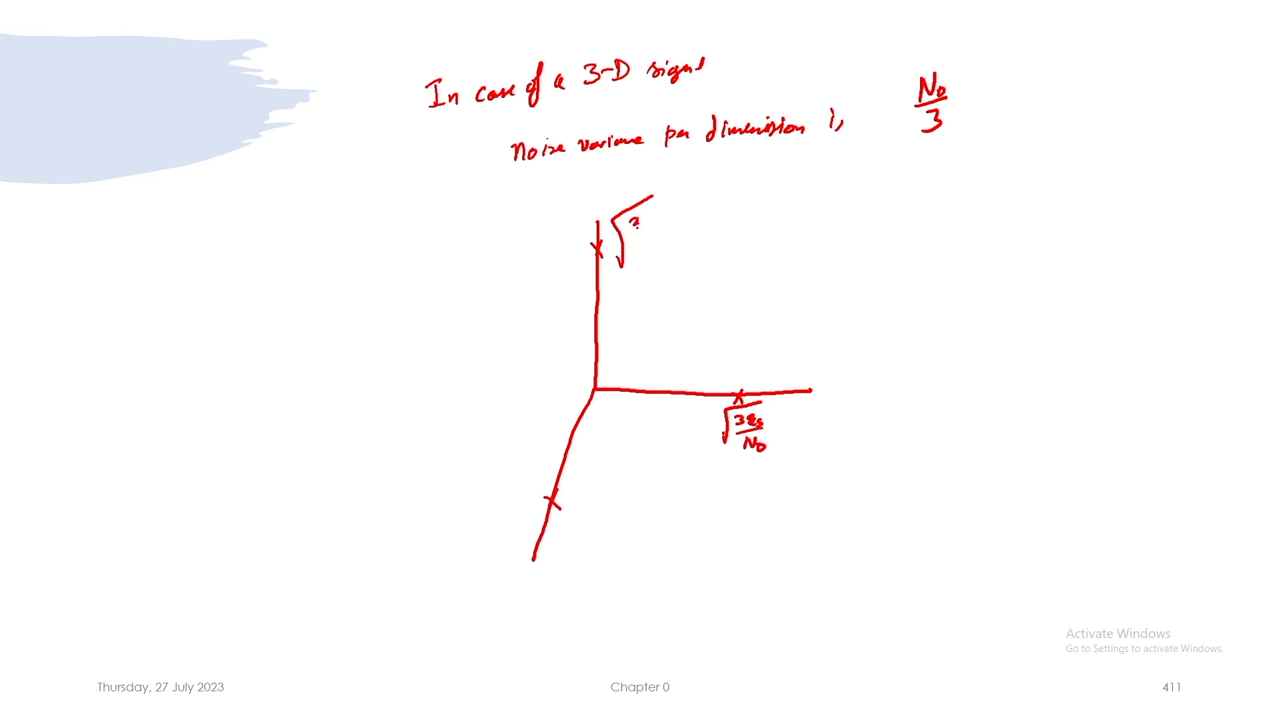 In case of a 3-D signal
Noise variance per dimension is N₀/3
√3
√(3ℰs/N₀)
Activate Windows
Go to Settings to activate Windows.
Thursday, 27 July 2023
Chapter 0
411